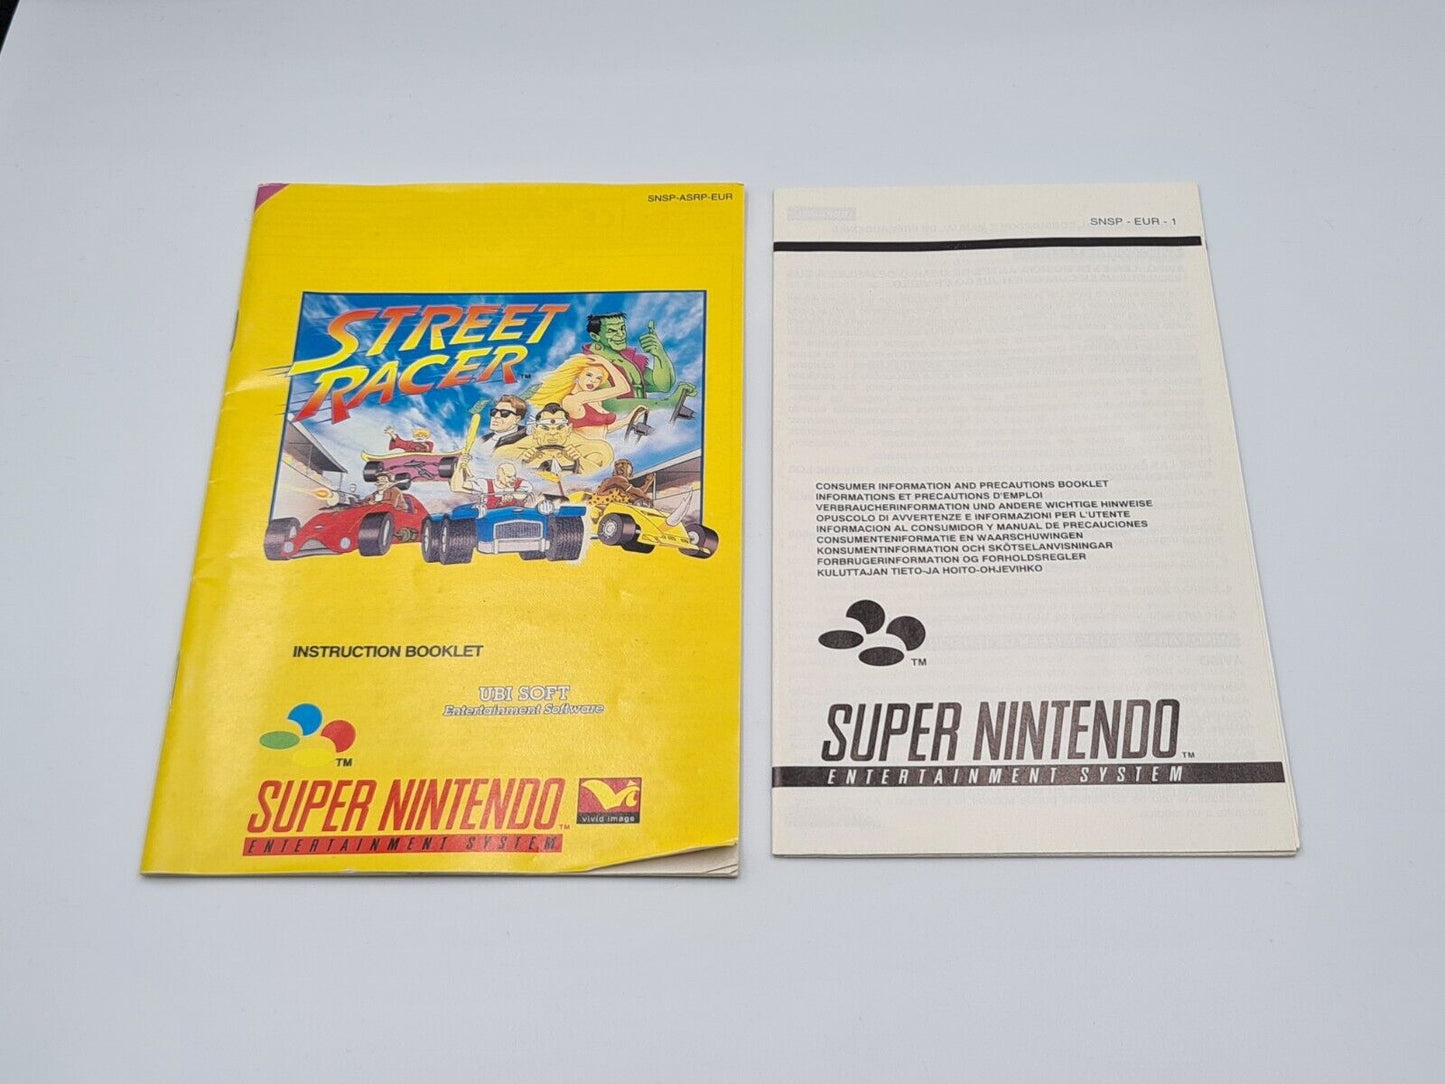 SNSP-ASRP-EUR
STREET
RACER TM
INSTRUCTION BOOKLET
UBI SOFT
Entertainment Software
TM
SUPER NINTENDO TM
ENTERTAINMENT SYSTEM
vivid image
SNSP - EUR - 1
CONSUMER INFORMATION AND PRECAUTIONS BOOKLET
INFORMATIONS ET PRECAUTIONS D'EMPLOI
VERBRAUCHERINFORMATION UND ANDERE WICHTIGE HINWEISE
OPUSCOLO DI AVVERTENZE E INFORMAZIONI PER L'UTENTE
INFORMACION AL CONSUMIDOR Y MANUAL DE PRECAUCIONES
CONSUMENTENIFORMATIE EN WAARSCHUWINGEN
KONSUMENTINFORMATION OCH SKÖTSELANVISNINGAR
FORBRUGERINFORMATION OG FORHOLDSREGLER
KULUTTAJAN TIETO-JA HOITO-OHJEVIHKO
TM
SUPER NINTENDO TM
ENTERTAINMENT SYSTEM